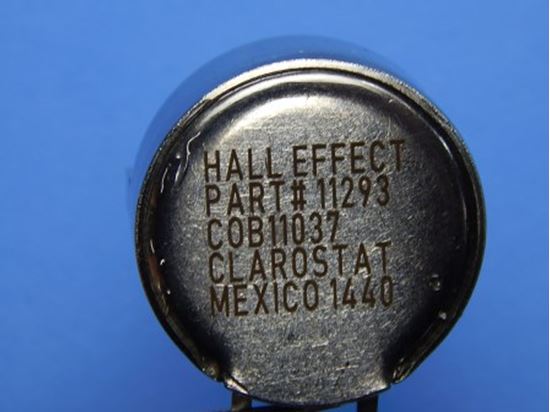 HALL EFFECT
PART# 11293
COB11037
CLAROSTAT
MEXICO 1440